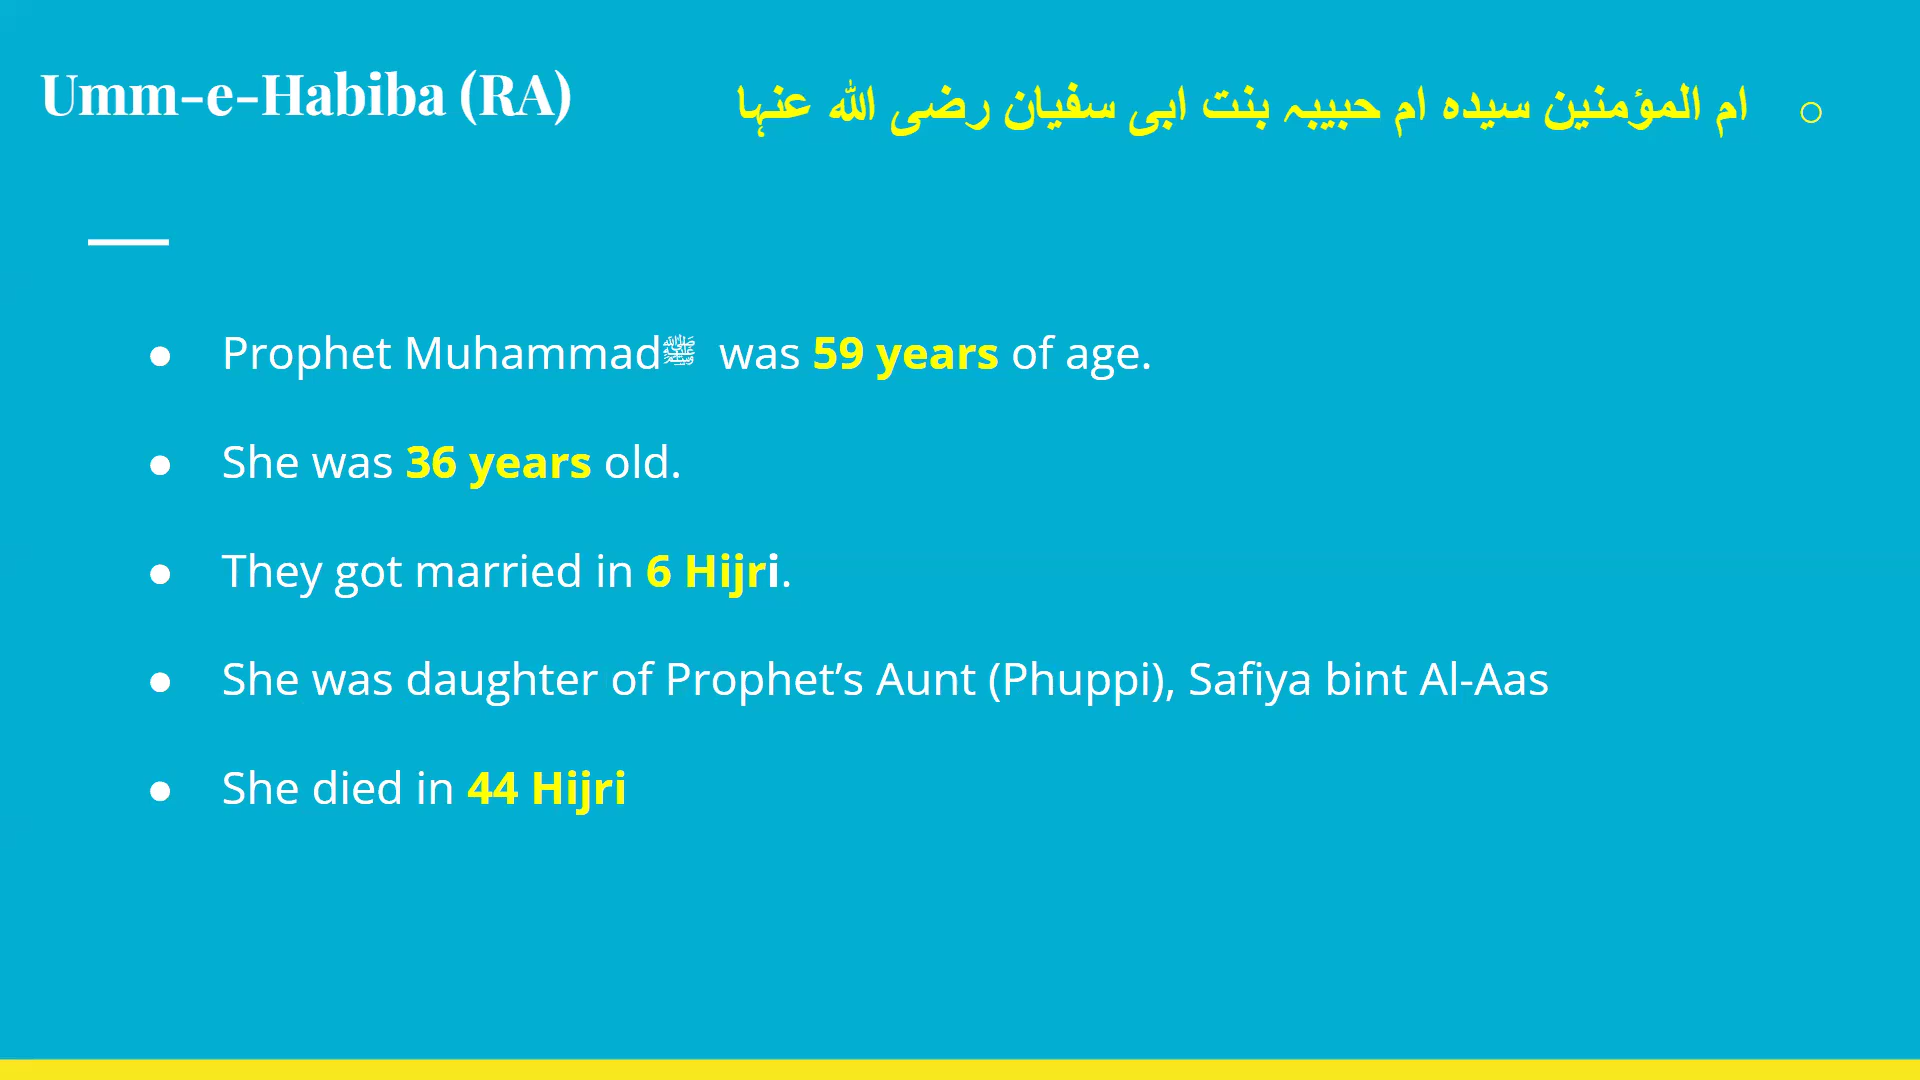 Umm-e-Habiba (RA)
ام المؤمنین سیدہ ام حبیبہ بنت ابی سفیان رضی اللہ عنہا
● Prophet Muhammadﷺ was 59 years of age.
● She was 36 years old.
● They got married in 6 Hijri.
● She was daughter of Prophet’s Aunt (Phuppi), Safiya bint Al-Aas
● She died in 44 Hijri